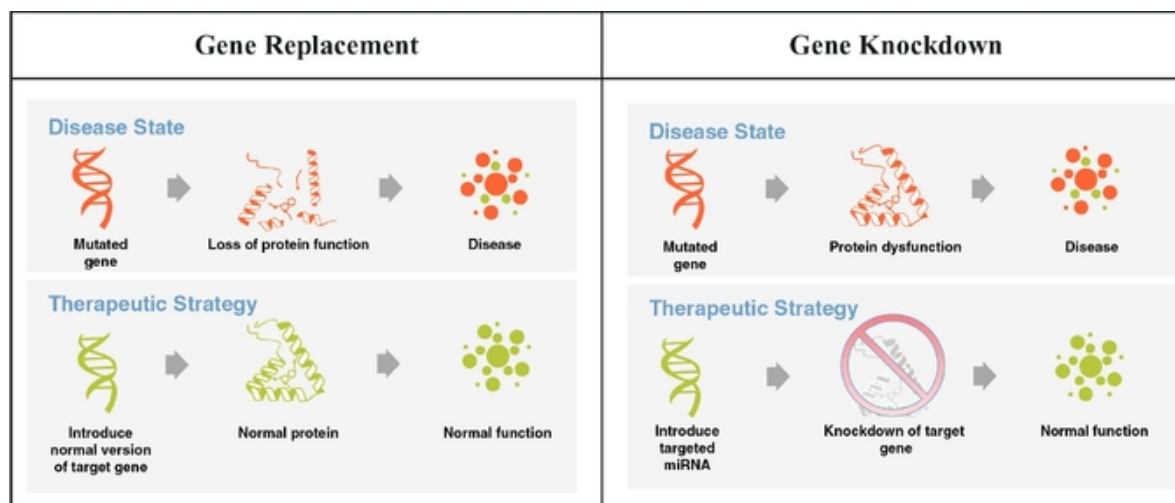 Gene Replacement
Gene Knockdown
Disease State
Mutated
gene
Loss of protein function
Disease
Therapeutic Strategy
Introduce
normal version
of target gene
Normal protein
Normal function
Disease State
Mutated
gene
Protein dysfunction
Disease
Therapeutic Strategy
Introduce
targeted
miRNA
Knockdown of target
gene
Normal function